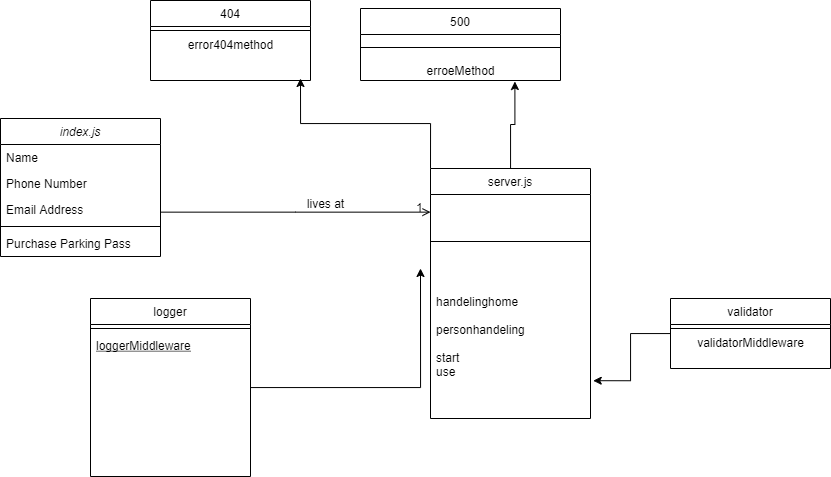 404
error404method
500
erroeMethod
index.js
Name
Phone Number
Email Address
Purchase Parking Pass
lives at
1
server.js
handelinghome
personhandeling
start
use
logger
loggerMiddleware
validator
validatorMiddleware